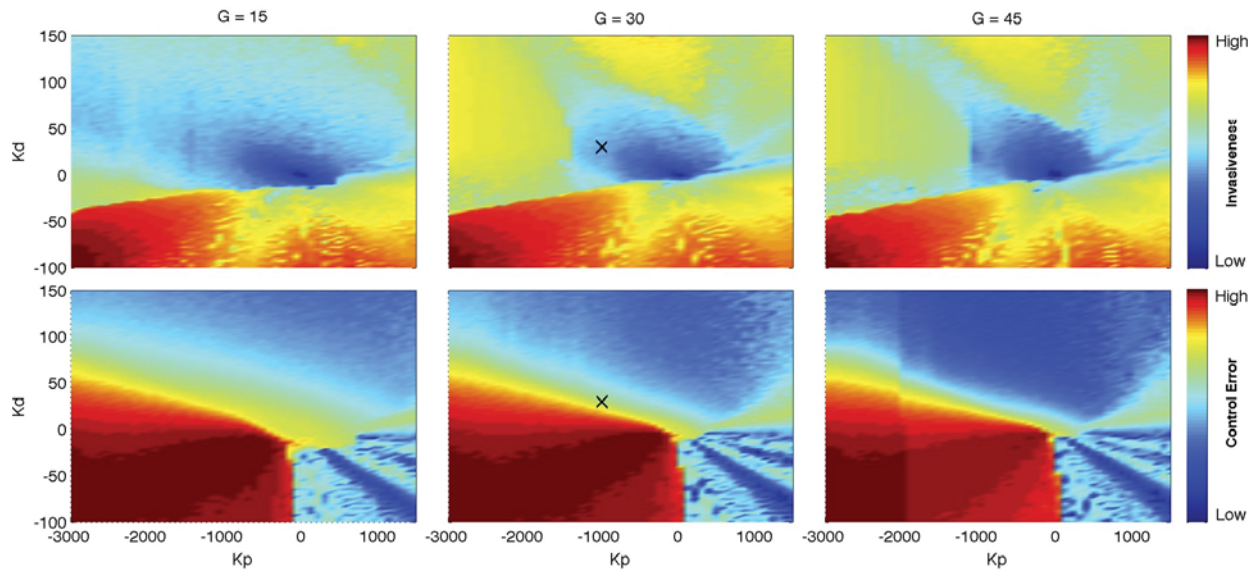 G = 15
G = 30
G = 45
150
100
50
0
-50
-100
Kd
High
Invasiveness
Low
150
100
50
0
-50
-100
Kd
High
Control Error
Low
-3000 -2000 -1000 0 1000
-3000 -2000 -1000 0 1000
-3000 -2000 -1000 0 1000
Kp
Kp
Kp